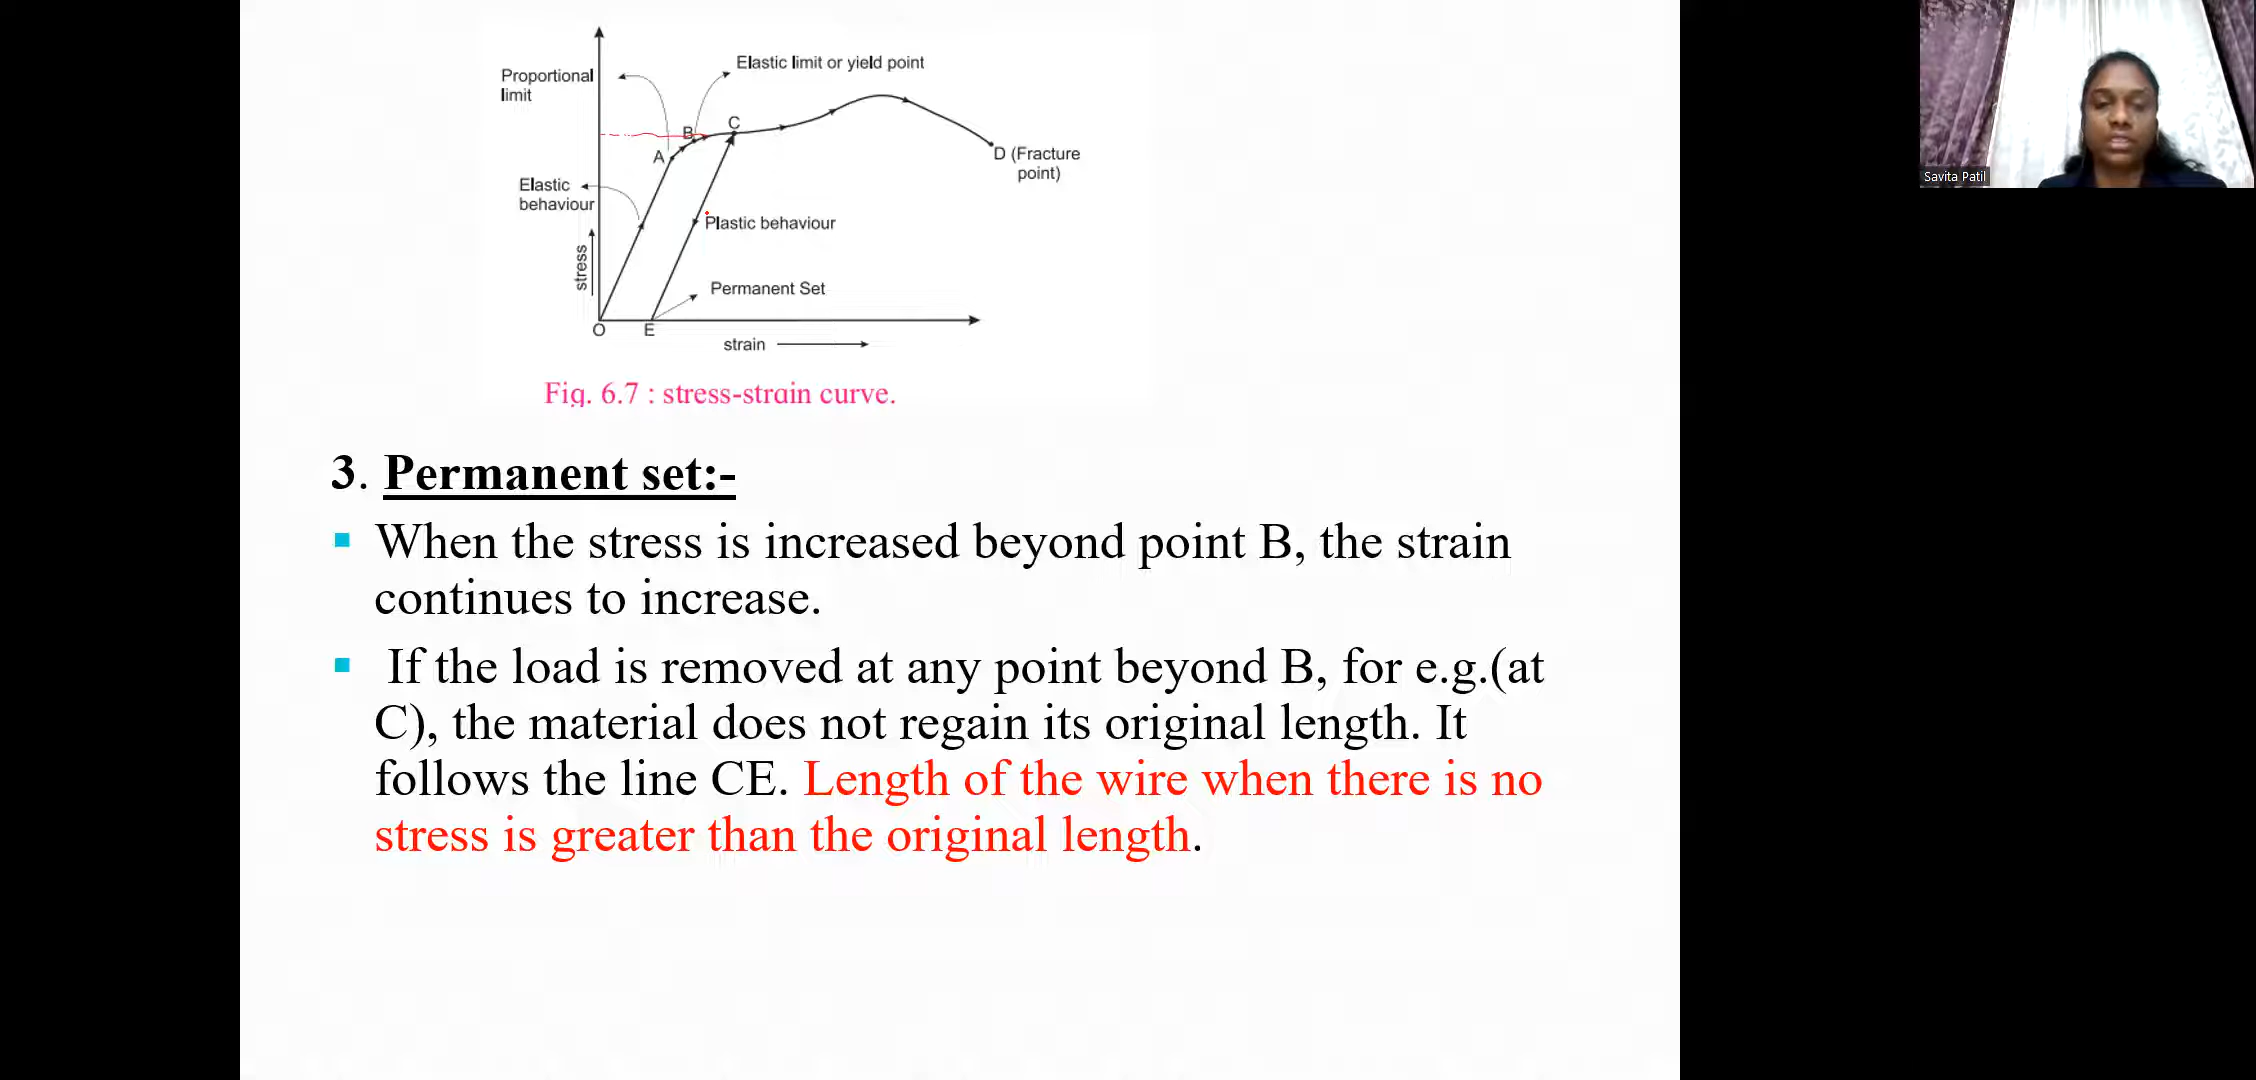 Elastic limit or yield point
Proportional
limit
B
C
A
D (Fracture
point)
Elastic
behaviour
Plastic behaviour
stress
Permanent Set
O
E
strain
Fig. 6.7 : stress-strain curve.
3. Permanent set:-
When the stress is increased beyond point B, the strain
continues to increase.
If the load is removed at any point beyond B, for e.g.(at
C), the material does not regain its original length. It
follows the line CE. Length of the wire when there is no
stress is greater than the original length.
Savita Patil